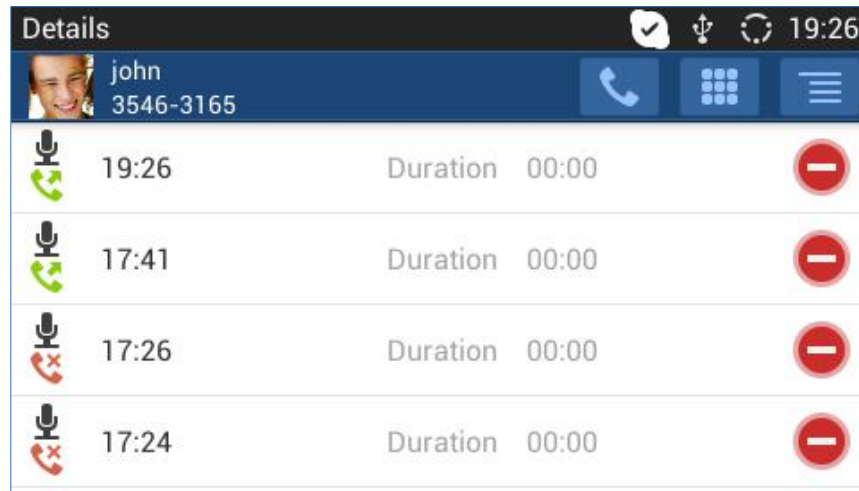 Details 19:26
john
3546-3165
19:26 Duration 00:00
17:41 Duration 00:00
17:26 Duration 00:00
17:24 Duration 00:00